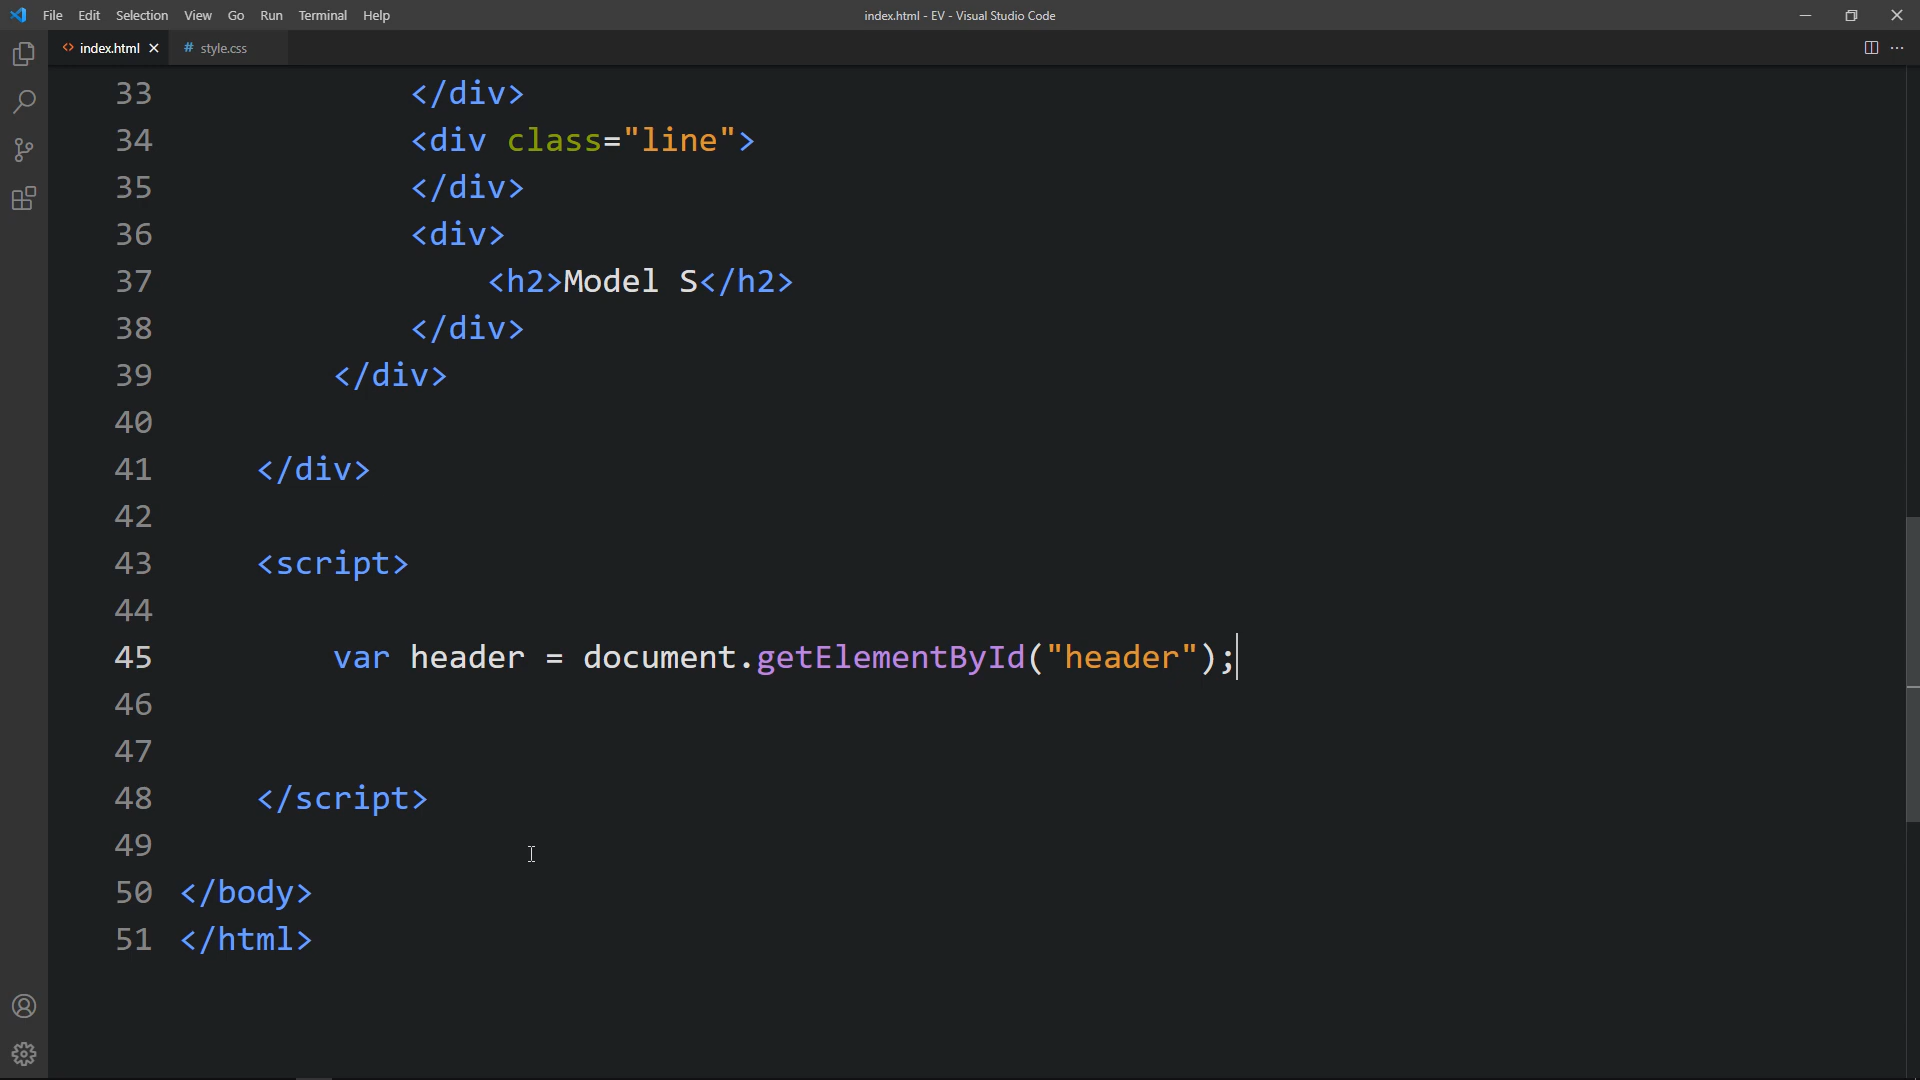 File Edit Selection View Go Run Terminal Help
index.html - EV - Visual Studio Code
index.html
# style.css
33 </div>
34 <div class="line">
35 </div>
36 <div>
37 <h2>Model S</h2>
38 </div>
39 </div>
40
41 </div>
42
43 <script>
44
45 var header = document.getElementById("header");
46
47
48 </script>
49
50 </body>
51 </html>